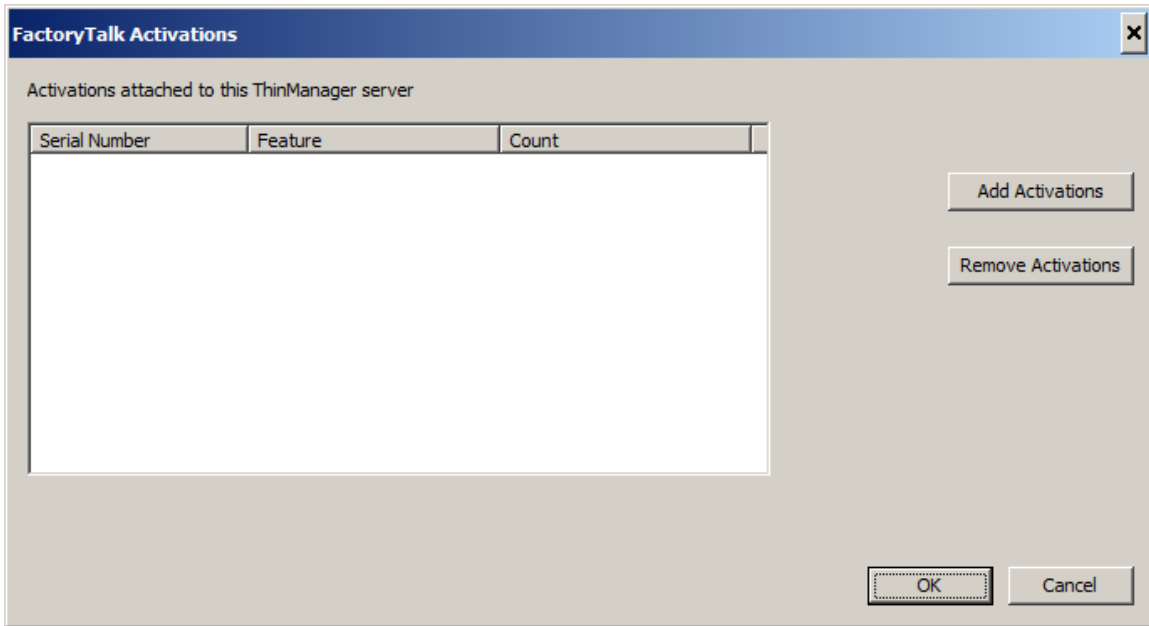 FactoryTalk Activations
Activations attached to this ThinManager server
Serial Number Feature Count
Add Activations
Remove Activations
OK Cancel